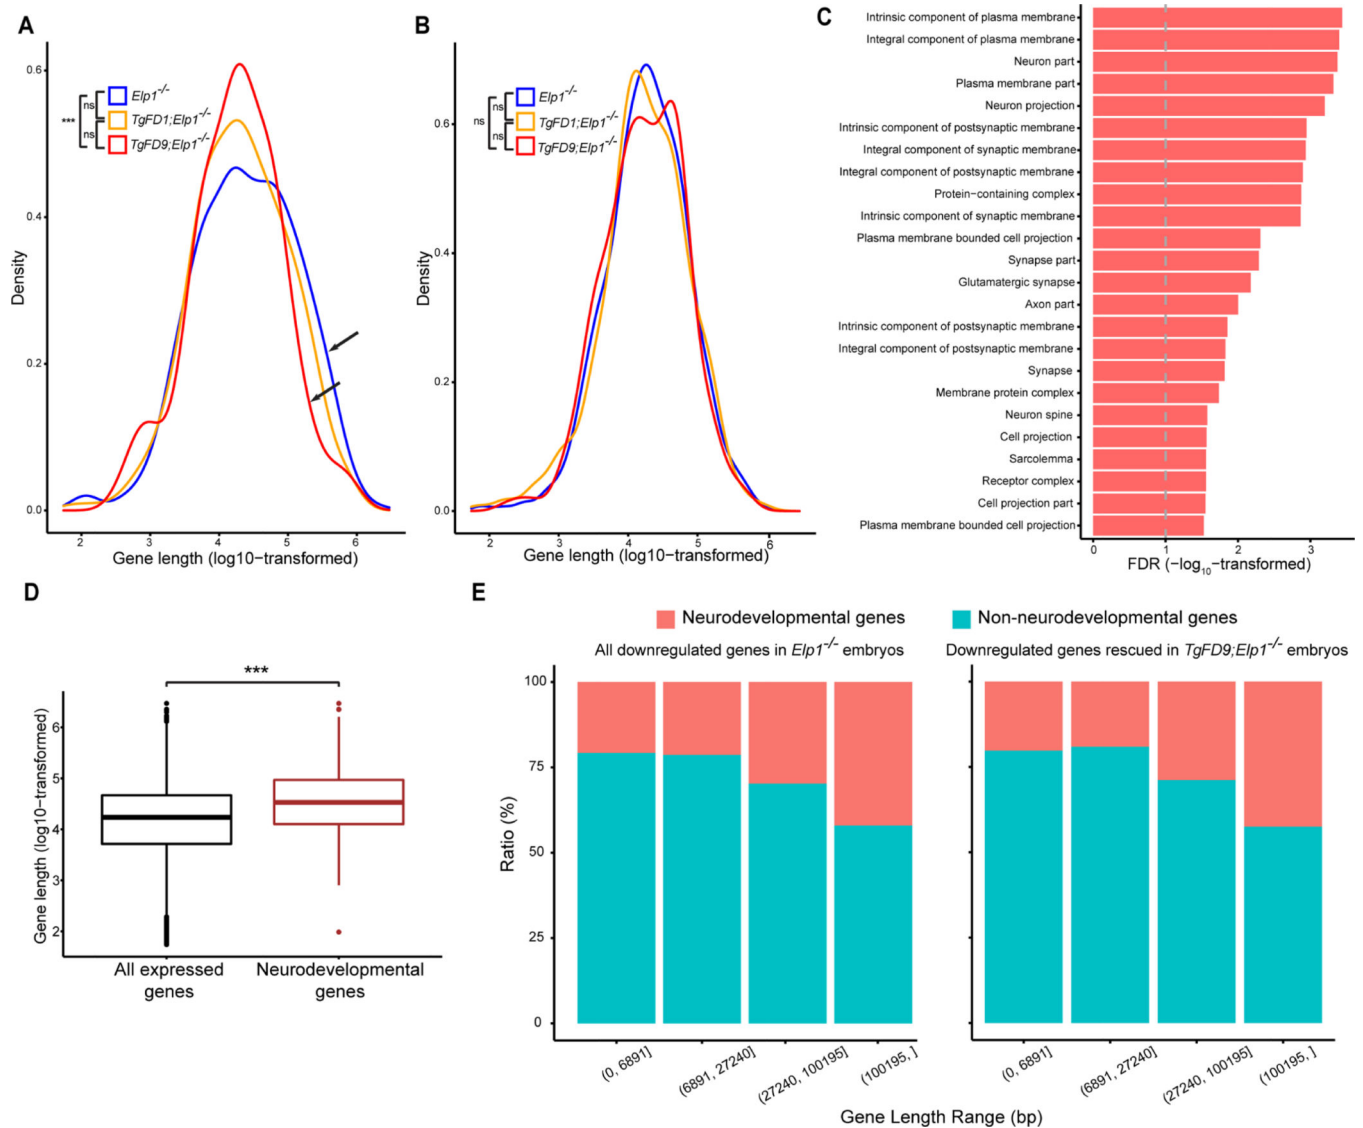 A
0.6
0.4
0.2
0.0
Density
***
ns
ns
Elp1-/-
TgFD1;Elp1-/-
TgFD9;Elp1-/-
2 3 4 5 6
Gene length (log10−transformed)
B
0.6
0.4
0.2
0.0
Density
ns
ns
ns
Elp1-/-
TgFD1;Elp1-/-
TgFD9;Elp1-/-
2 3 4 5 6
Gene length (log10−transformed)
C
Intrinsic component of plasma membrane
Integral component of plasma membrane
Neuron part
Plasma membrane part
Neuron projection
Intrinsic component of postsynaptic membrane
Integral component of synaptic membrane
Integral component of postsynaptic membrane
Protein−containing complex
Intrinsic component of synaptic membrane
Plasma membrane bounded cell projection
Synapse part
Glutamatergic synapse
Axon part
Intrinsic component of postsynaptic membrane
Integral component of postsynaptic membrane
Synapse
Membrane protein complex
Neuron spine
Cell projection
Sarcolemma
Receptor complex
Cell projection part
Plasma membrane bounded cell projection
0 1 2 3
FDR (−log10−transformed)
D
***
6
5
4
3
2
Gene length (log10−transformed)
All expressed
genes
Neurodevelopmental
genes
E
Neurodevelopmental genes
Non-neurodevelopmental genes
All downregulated genes in Elp1-/- embryos
Downregulated genes rescued in TgFD9;Elp1-/- embryos
100
75
50
25
0
Ratio (%)
(0, 6891]
(6891, 27240]
(27240, 100195]
(100195, ]
(0, 6891]
(6891, 27240]
(27240, 100195]
(100195, ]
Gene Length Range (bp)